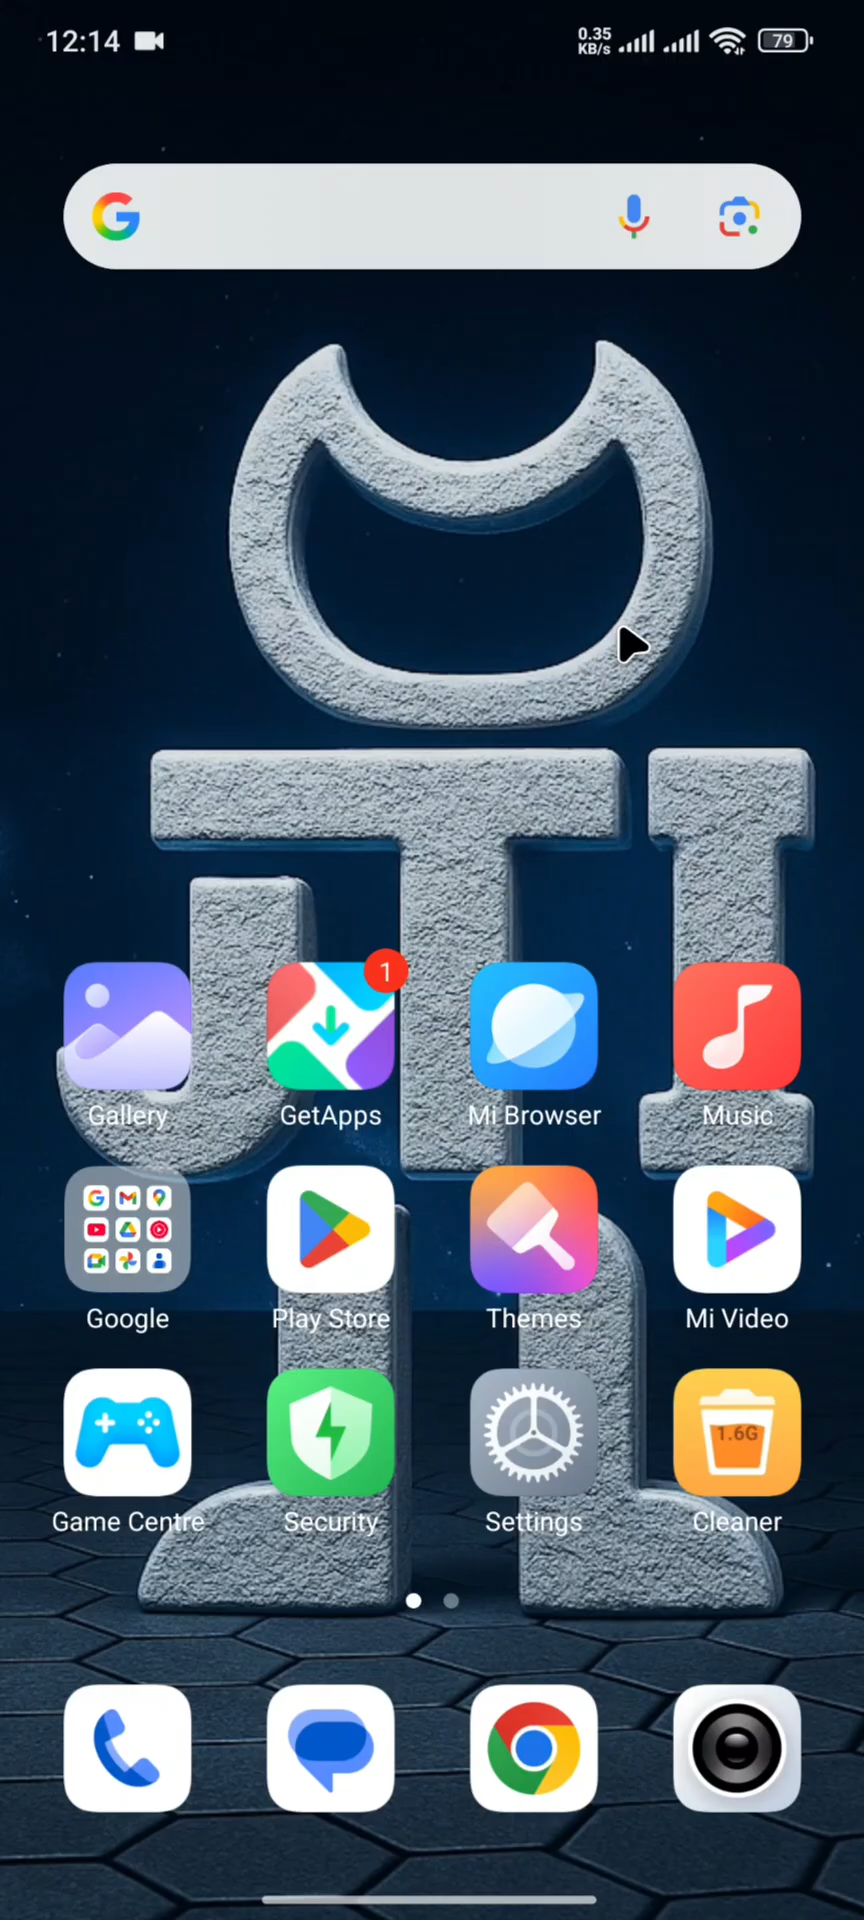 12:14 0.35 KB/s 79
1
Gallery GetApps Mi Browser Music
Google Play Store Themes Mi Video
1.6G
Game Centre Security Settings Cleaner